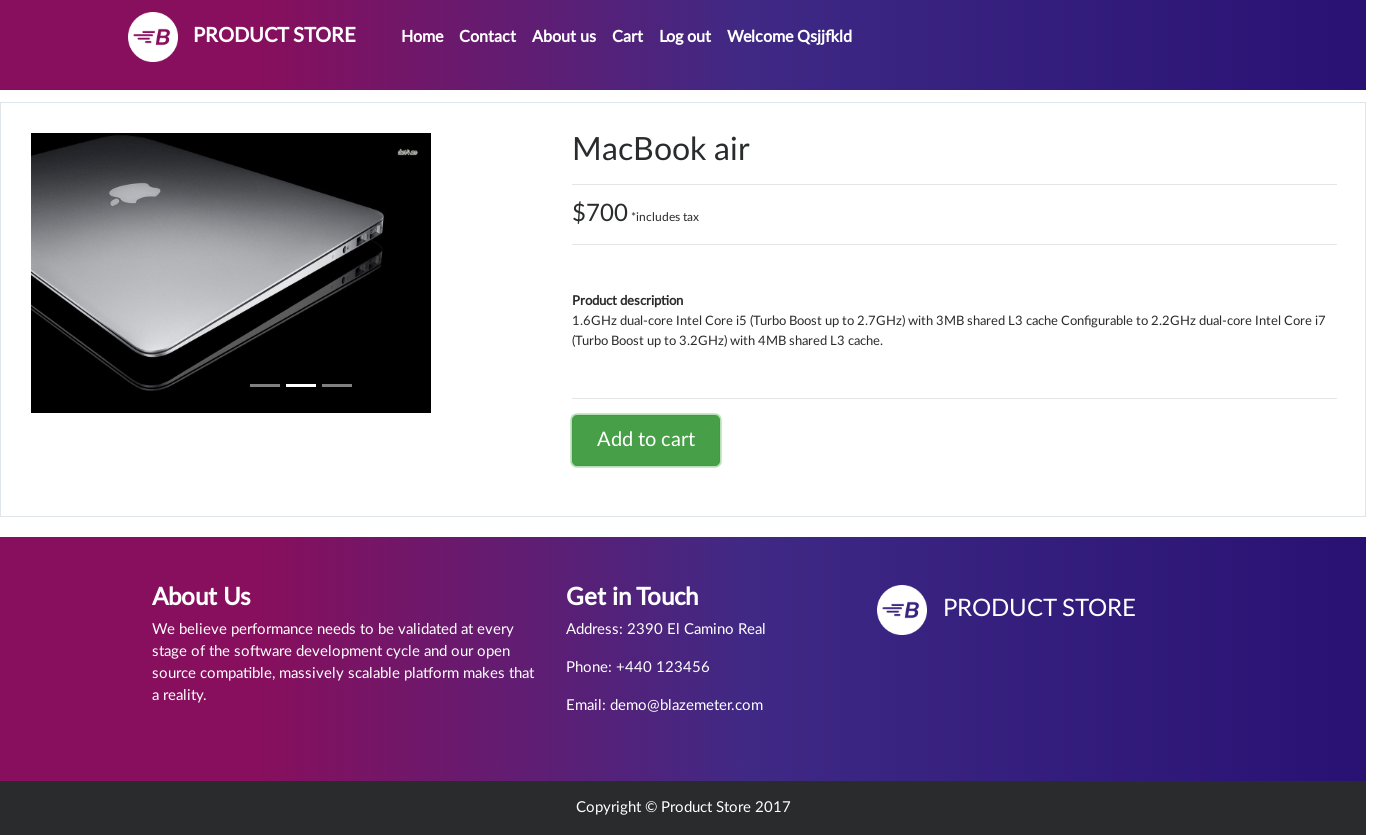 PRODUCT STORE Home Contact About us Cart Log out Welcome Qsjjfkld
MacBook air
$700 *includes tax
Product description
1.6GHz dual-core Intel Core i5 (Turbo Boost up to 2.7GHz) with 3MB shared L3 cache Configurable to 2.2GHz dual-core Intel Core i7
(Turbo Boost up to 3.2GHz) with 4MB shared L3 cache.
Add to cart
About Us
We believe performance needs to be validated at every
stage of the software development cycle and our open
source compatible, massively scalable platform makes that
a reality.
Get in Touch
Address: 2390 El Camino Real
Phone: +440 123456
Email: demo@blazemeter.com
B PRODUCT STORE
Copyright © Product Store 2017